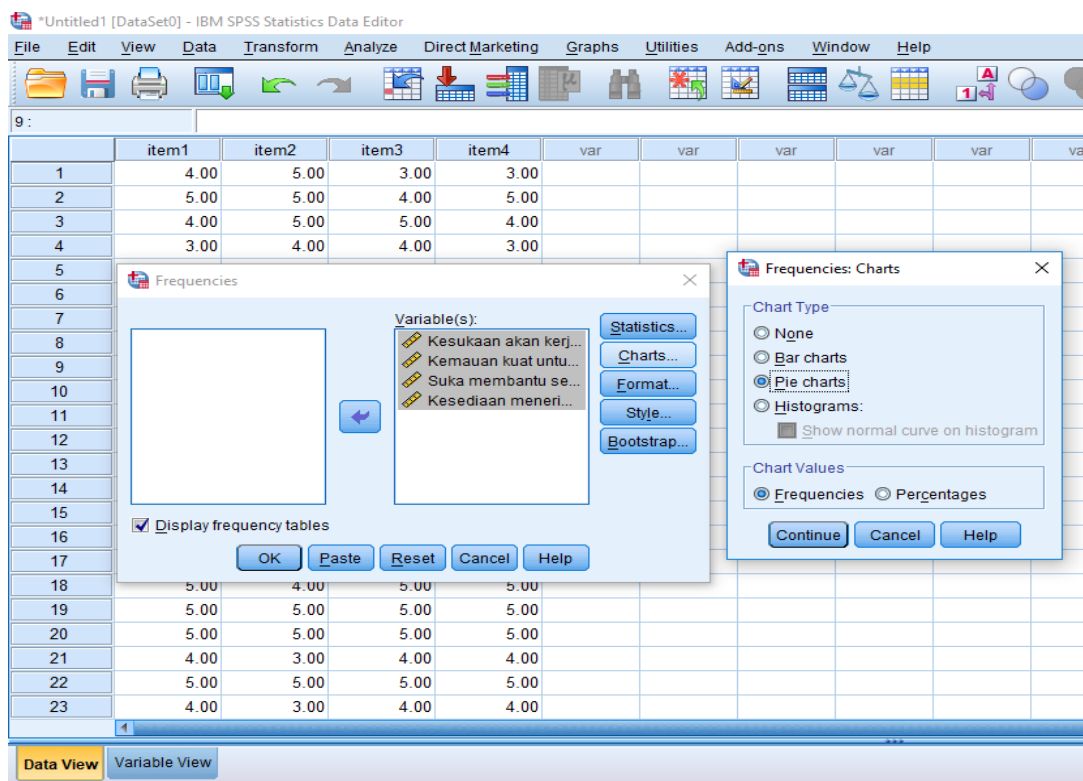 *Untitled1 [DataSet0] - IBM SPSS Statistics Data Editor
File Edit View Data Transform Analyze Direct Marketing Graphs Utilities Add-ons Window Help
9 :
item1 item2 item3 item4 var var var var var va
1 4.00 5.00 3.00 3.00
2 5.00 5.00 4.00 5.00
3 4.00 5.00 5.00 4.00
4 3.00 4.00 4.00 3.00
5
6
7
8
9
10
11
12
13
14
15
16
17
Frequencies
Variable(s):
Kesukaan akan kerj...
Kemauan kuat untu...
Suka membantu se...
Kesediaan meneri...
Statistics...
Charts...
Format...
Style...
Bootstrap...
Display frequency tables
OK Paste Reset Cancel Help
Frequencies: Charts
Chart Type
None
Bar charts
Pie charts
Histograms:
Show normal curve on histogram
Chart Values
Frequencies Percentages
Continue Cancel Help
18 5.00 4.00 5.00 5.00
19 5.00 5.00 5.00 5.00
20 5.00 5.00 5.00 5.00
21 4.00 3.00 4.00 4.00
22 5.00 5.00 5.00 5.00
23 4.00 3.00 4.00 4.00
Data View Variable View